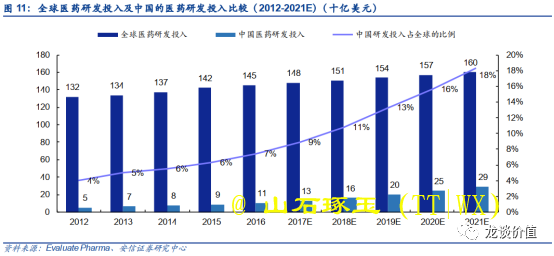 图 11：全球医药研发投入及中国的医药研发投入比较（2012-2021E）（十亿美元）
全球医药研发投入 中国医药研发投入 中国研发投入占全球的比例
180 20%
160 18%
140 16%
120 14%
100 12%
80 10%
60 8%
40 6%
20 4%
0 2%
0%
132 134 137 142 145 148 151 154 157 160
4% 5% 6% 6% 7% 9% 11% 13% 16% 18%
5 7 8 9 11 13 16 20 25 29
2012 2013 2014 2015 2016 2017E 2018E 2019E 2020E 2021E
@山石琢玉（TT|WX）
资料来源：Evaluate Pharma、安信证券研究中心
龙谈价值